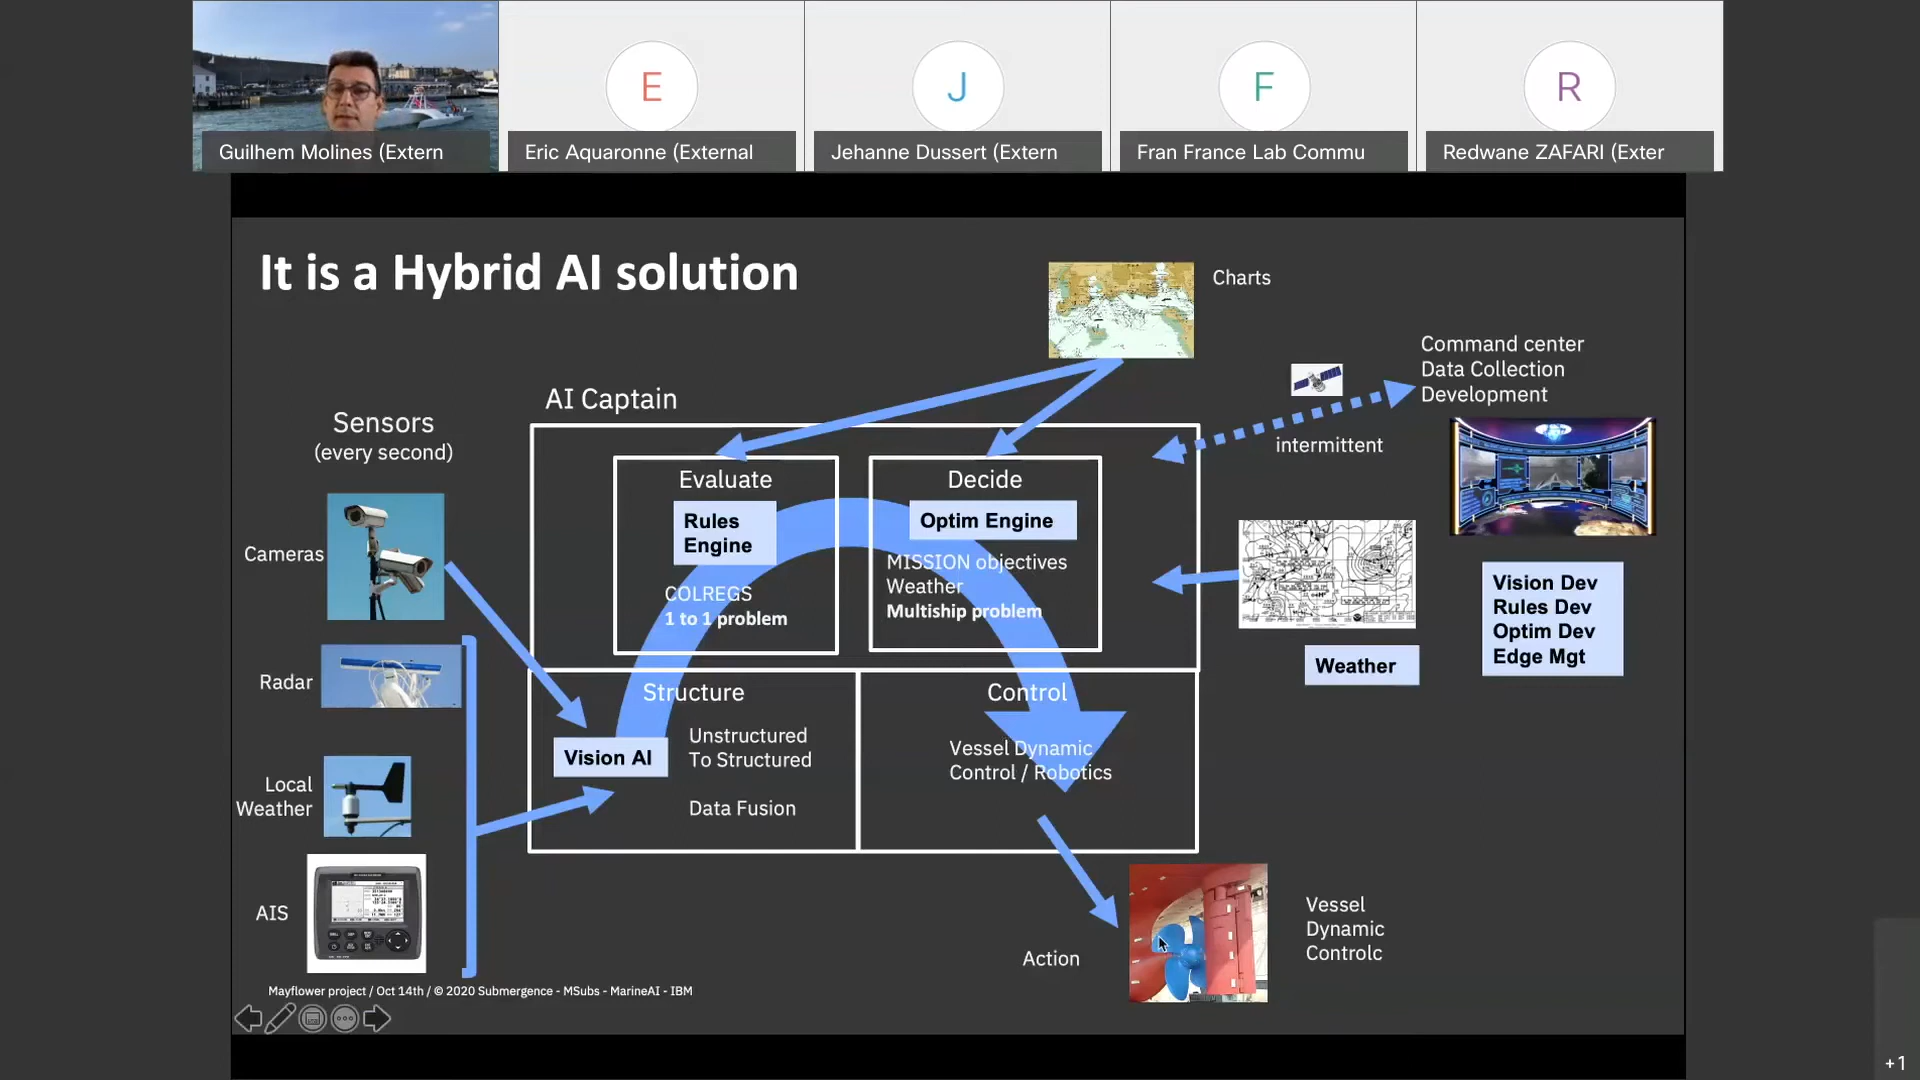 E
J
F
R
Guilhem Molines (Extern
Eric Aquaronne (External
Jehanne Dussert (Extern
Fran France Lab Commu
Redwane ZAFARI (Exter
It is a Hybrid AI solution
Charts
Command center
Data Collection
Development
intermittent
AI Captain
Sensors
(every second)
Evaluate
Rules
Engine
COLREGS
1 to 1 problem
Decide
Optim Engine
MISSION objectives
Weather
Multiship problem
Cameras
Radar
Local
Weather
AIS
Structure
Vision AI
Unstructured
To Structured
Data Fusion
Control
Vessel Dynamic
Control / Robotics
Weather
Vision Dev
Rules Dev
Optim Dev
Edge Mgt
Action
Vessel
Dynamic
Controlc
Mayflower project / Oct 14th / © 2020 Submergence - MSubs - MarineAI - IBM
+1